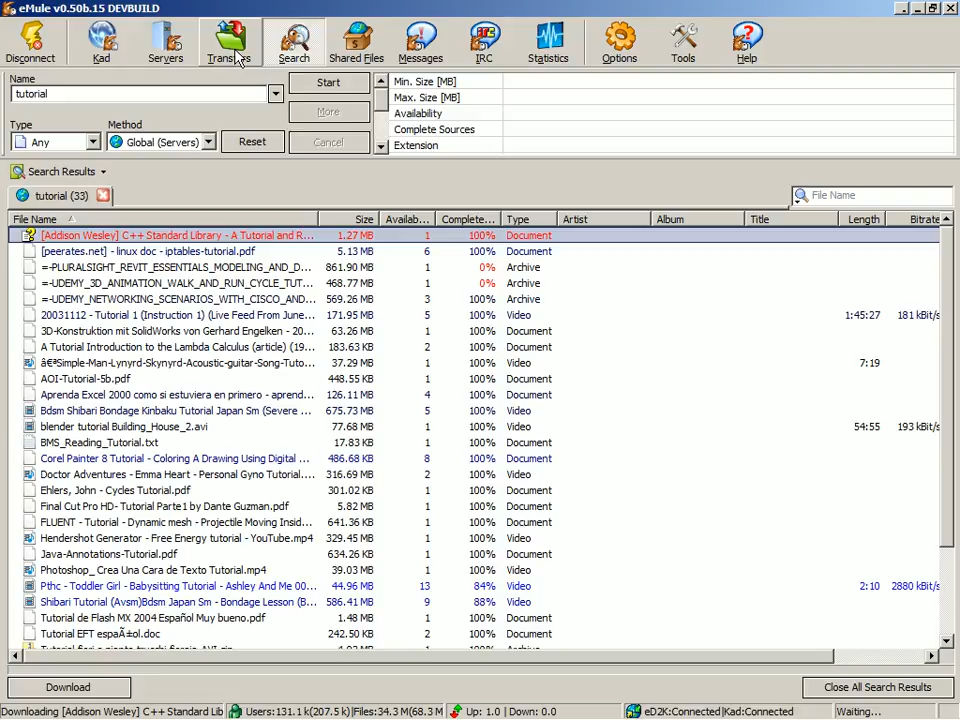 eMule v0.50b.15 DEVBUILD
Disconnect Kad Servers Transfers Search Shared Files Messages IRC Statistics Options Tools Help
Name
tutorial
Start
More
Cancel
Type Method
Any Global (Servers) Reset
Min. Size [MB]
Max. Size [MB]
Availability
Complete Sources
Extension
Search Results
tutorial (33) File Name
File Name Size Availab... Complete... Type Artist Album Title Length Bitrate
[Addison Wesley] C++ Standard Library - A Tutorial and R... 1.27 MB 1 100% Document
[peerates.net] - linux doc - iptables-tutorial.pdf 5.13 MB 6 100% Document
=-PLURALSIGHT_REVIT_ESSENTIALS_MODELING_AND_D... 861.90 MB 1 0% Archive
=-UDEMY_3D_ANIMATION_WALK_AND_RUN_CYCLE_TUT... 468.77 MB 1 0% Archive
=-UDEMY_NETWORKING_SCENARIOS_WITH_CISCO_AND... 569.26 MB 3 100% Archive
20031112 - Tutorial 1 (Instruction 1) (Live Feed From June... 171.95 MB 5 100% Video 1:45:27 181 kBit/s
3D-Konstruktion mit SolidWorks von Gerhard Engelken - 20... 63.26 MB 1 100% Document
A Tutorial Introduction to the Lambda Calculus (article) (19... 183.63 KB 2 100% Document
â€ªSimple-Man-Lynyrd-Skynyrd-Acoustic-guitar-Song-Tuto... 37.29 MB 1 100% Video 7:19
AOI-Tutorial-5b.pdf 448.55 KB 1 100% Document
Aprenda Excel 2000 como si estuviera en primero - aprend... 126.11 MB 4 100% Document
Bdsm Shibari Bondage Kinbaku Tutorial Japan Sm (Severe ... 675.73 MB 5 100% Video
blender tutorial Building_House_2.avi 77.68 MB 1 100% Video 54:55 193 kBit/s
BMS_Reading_Tutorial.txt 17.83 KB 1 100% Document
Corel Painter 8 Tutorial - Coloring A Drawing Using Digital ... 486.68 KB 8 100% Document
Doctor Adventures - Emma Heart - Personal Gyno Tutorial.... 316.69 MB 2 100% Video
Ehlers, John - Cycles Tutorial.pdf 301.02 KB 1 100% Document
Final Cut Pro HD- Tutorial Parte1 by Dante Guzman.pdf 5.82 MB 1 100% Document
FLUENT - Tutorial - Dynamic mesh - Projectile Moving Insid... 641.36 KB 1 100% Document
Hendershot Generator - Free Energy tutorial - YouTube.mp4 329.45 MB 1 100% Video
Java-Annotations-Tutorial.pdf 634.26 KB 1 100% Document
Photoshop_ Crea Una Cara de Texto Tutorial.mp4 39.03 MB 1 100% Video
[one line withheld: file name indicates child sexual abuse material]
Shibari Tutorial (Avsm)Bdsm Japan Sm - Bondage Lesson (B... 586.41 MB 9 88% Video
Tutorial de Flash MX 2004 Español Muy bueno.pdf 1.48 MB 1 100% Document
Tutorial EFT espaÃ±ol.doc 242.50 KB 2 100% Document
Download Close All Search Results
Downloading [Addison Wesley] C++ Standard Lib Users:131.1 k(207.5 k)|Files:34.3 M(68.3 M Up: 1.0 | Down: 0.0 eD2K:Connected|Kad:Connected Waiting...